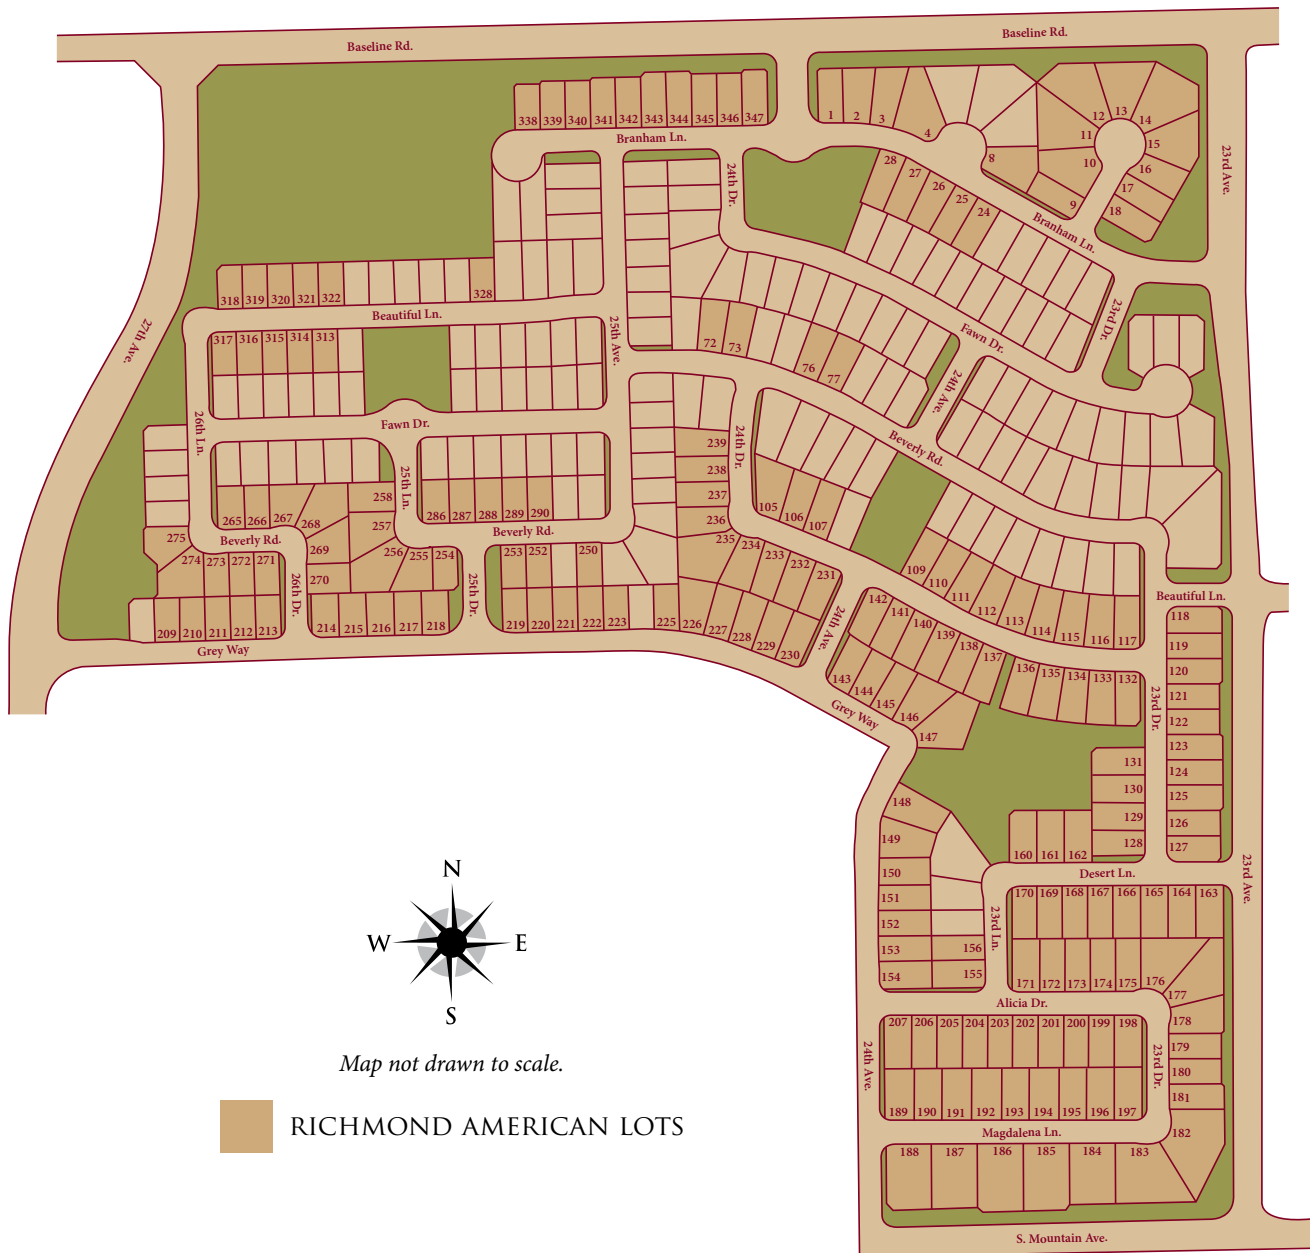 Baseline Rd.
Baseline Rd.
338 339 340 341 342 343 344 345 346 347
1 2 3 4
12 13 14
11 15
10 16
8 17
9 18
Branham Ln.
23rd Ave.
24th Dr.
28 27 26 25 24
Branham Ln.
318 319 320 321 322 328
Beautiful Ln.
27th Ave.
25th Ave.
23rd Dr.
317 316 315 314 313
72 73 76 77
Fawn Dr.
24th Ave.
26th Ln.
Fawn Dr.
24th Dr.
Beverly Rd.
239
238
237
236
25th Ln.
258
257
256 255 254
265 266 267 268
269
270
286 287 288 289 290
105 106 107
Beverly Rd.
Beverly Rd.
275
274 273 272 271
26th Dr.
25th Dr.
253 252 250
235 234 233 232 231
109 110 111 112 113 114 115 116 117
Beautiful Ln.
209 210 211 212 213
214 215 216 217 218
219 220 221 222 223 225 226 227 228 229 230
24th Ave.
142 141 140 139 138 137
136 135 134 133 132
118
119
120
121
122
123
124
125
126
127
23rd Dr.
Grey Way
143 144 145 146 147
Grey Way
131
130
129
128
148
149
150
151
152
153 156
154 155
160 161 162
Desert Ln.
23rd Ave.
23rd Ln.
170 169 168 167 166 165 164 163
171 172 173 174 175 176
177
178
179
180
181
182
Alicia Dr.
207 206 205 204 203 202 201 200 199 198
24th Ave.
23rd Dr.
189 190 191 192 193 194 195 196 197
Magdalena Ln.
188 187 186 185 184 183
S. Mountain Ave.
N
W E
S
Map not drawn to scale.
RICHMOND AMERICAN LOTS